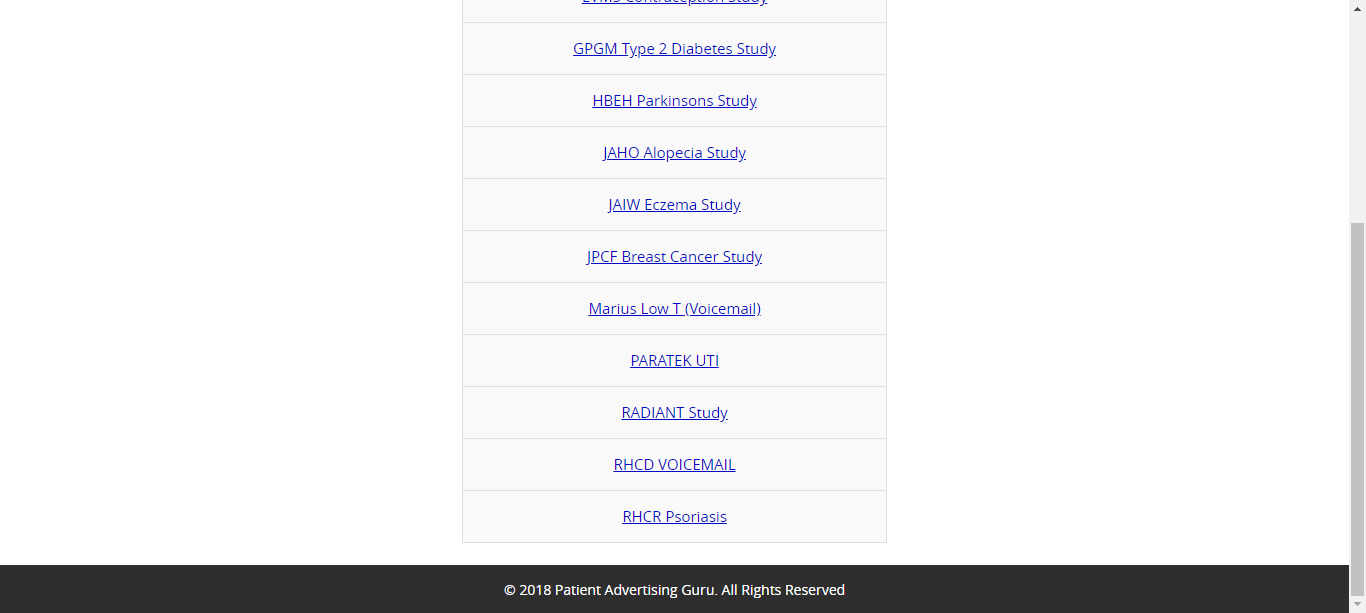 EVMS Contraception Study
GPGM Type 2 Diabetes Study
HBEH Parkinsons Study
JAHO Alopecia Study
JAIW Eczema Study
JPCF Breast Cancer Study
Marius Low T (Voicemail)
PARATEK UTI
RADIANT Study
RHCD VOICEMAIL
RHCR Psoriasis
© 2018 Patient Advertising Guru. All Rights Reserved